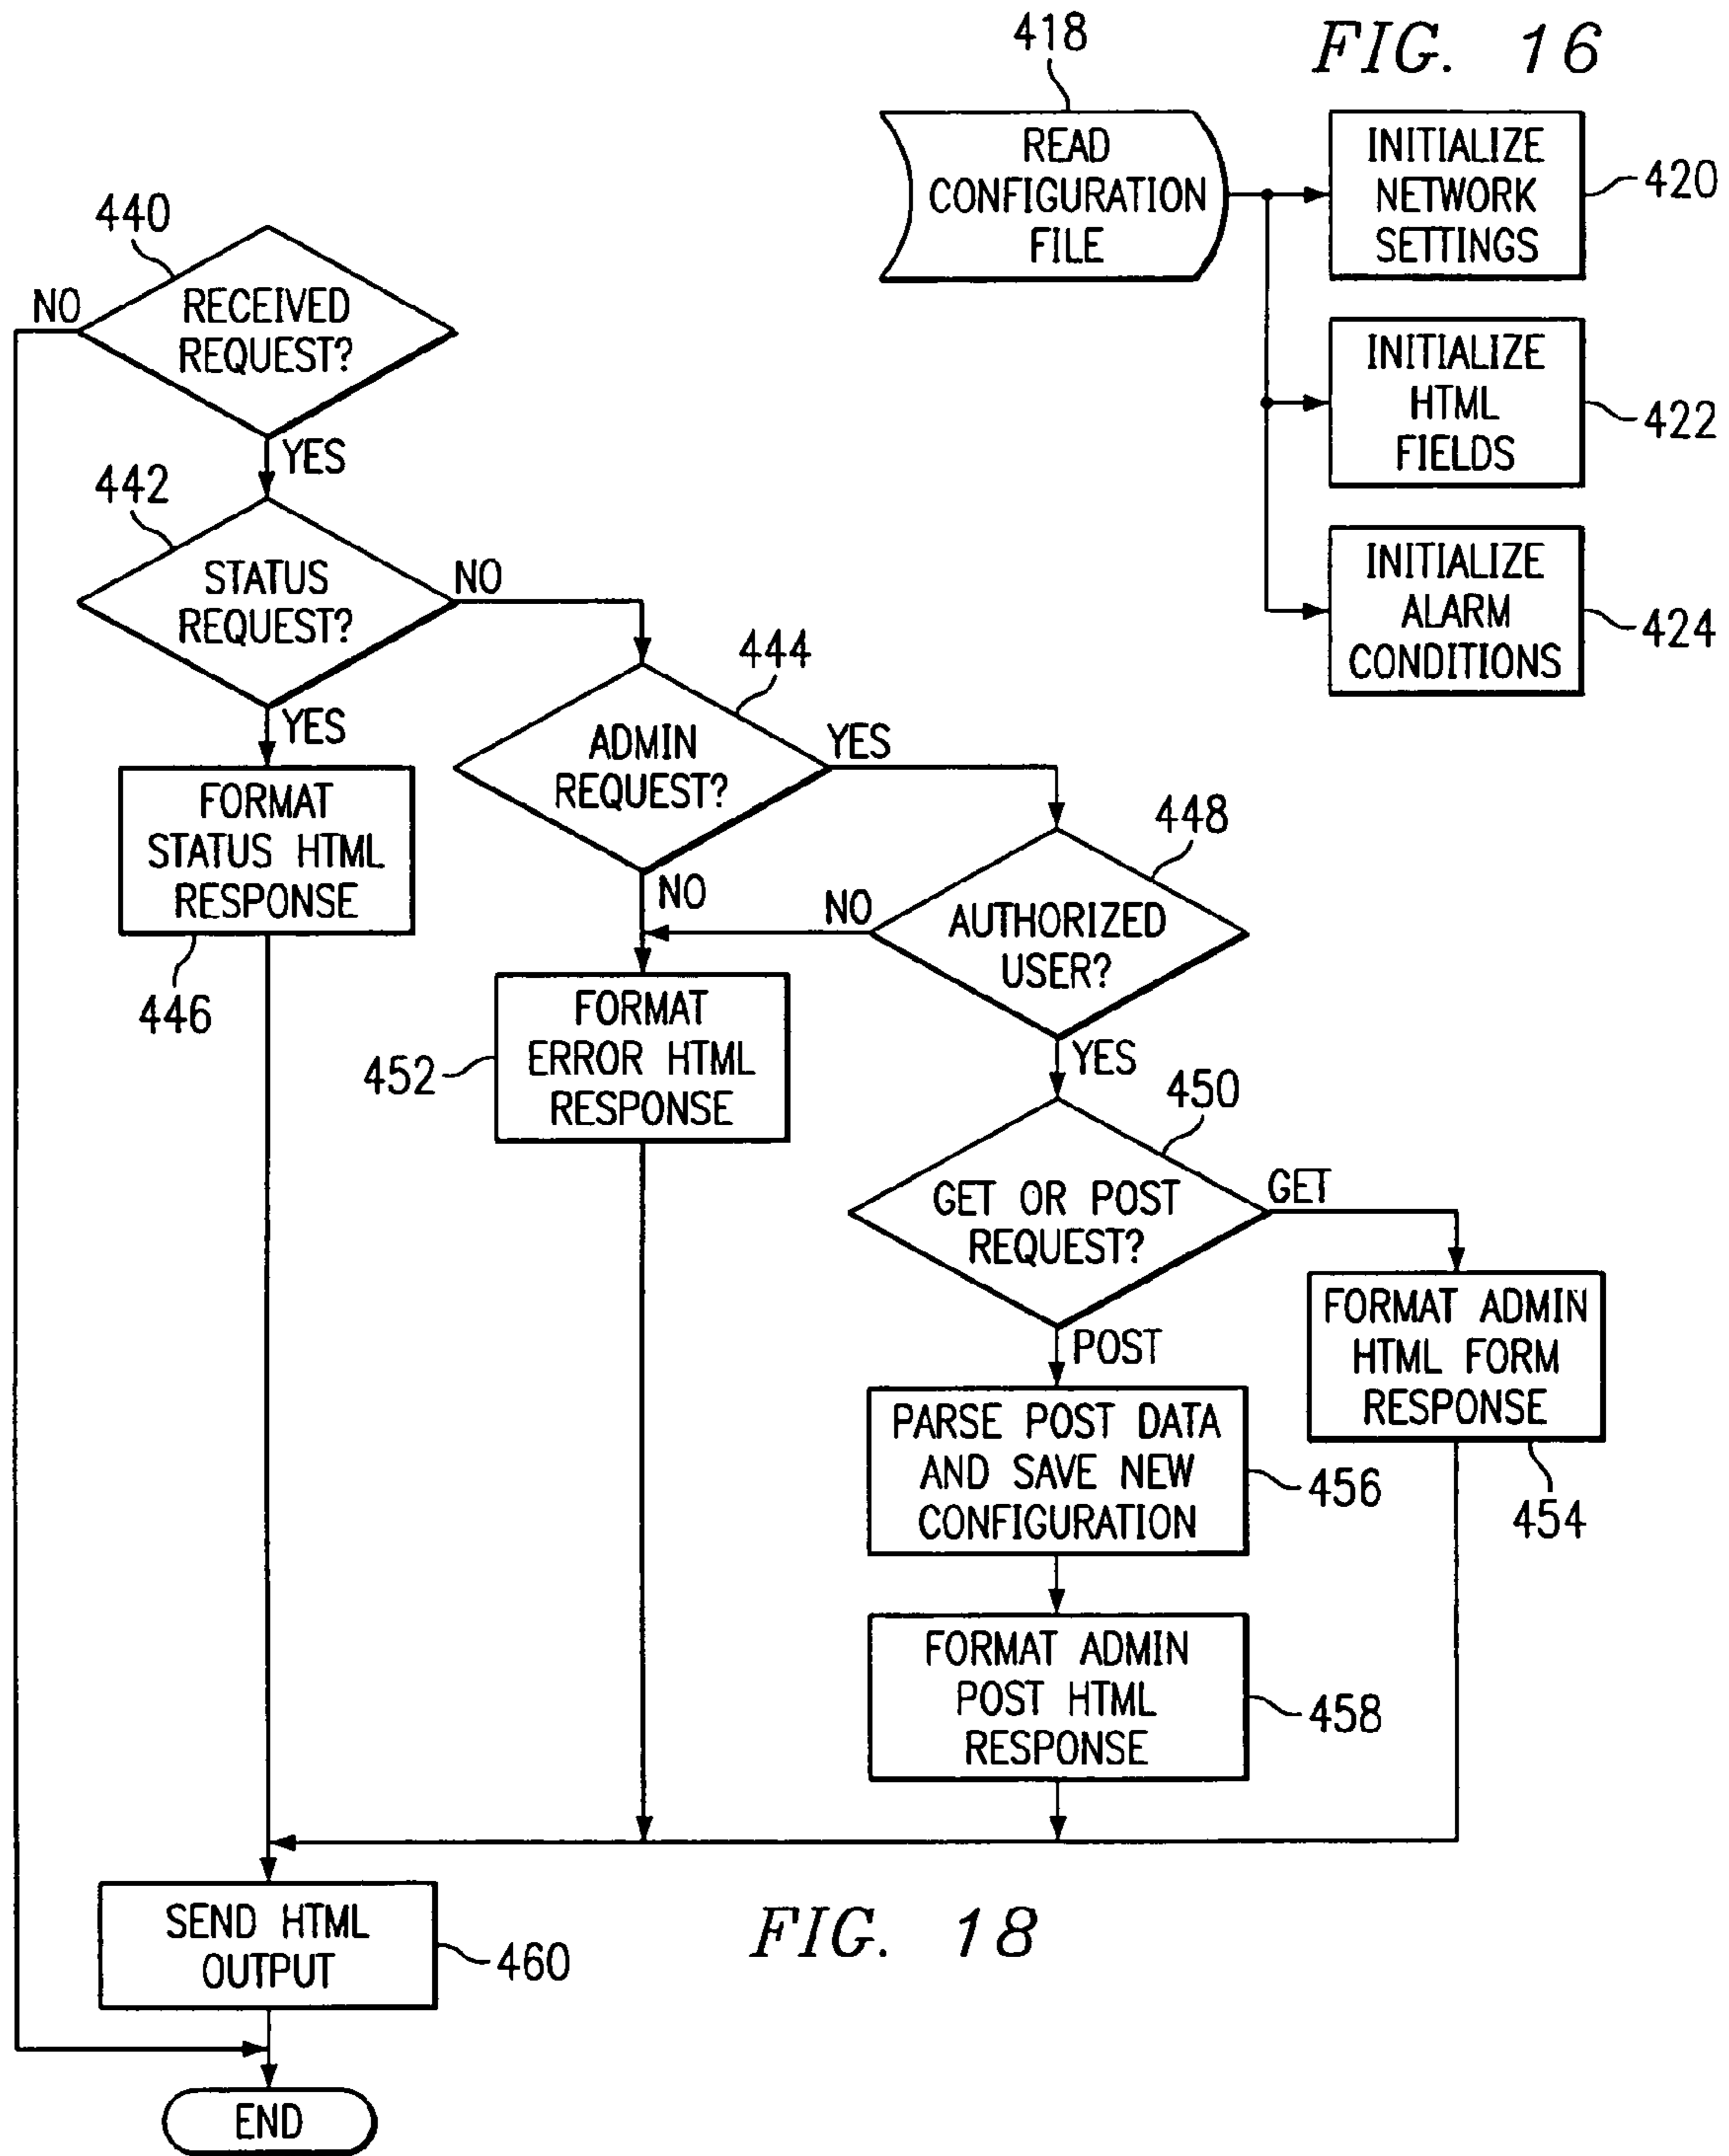 FIG. 16
418
READ
CONFIGURATION
FILE
INITIALIZE
NETWORK
SETTINGS
420
INITIALIZE
HTML
FIELDS
422
INITIALIZE
ALARM
CONDITIONS
424
440
NO
RECEIVED
REQUEST?
YES
442
STATUS
REQUEST?
NO
YES
444
ADMIN
REQUEST?
YES
NO
FORMAT
STATUS HTML
RESPONSE
446
448
NO
AUTHORIZED
USER?
YES
FORMAT
ERROR HTML
RESPONSE
452
450
GET OR POST
REQUEST?
GET
POST
FORMAT ADMIN
HTML FORM
RESPONSE
454
PARSE POST DATA
AND SAVE NEW
CONFIGURATION
456
FORMAT ADMIN
POST HTML
RESPONSE
458
SEND HTML
OUTPUT
460
FIG. 18
END